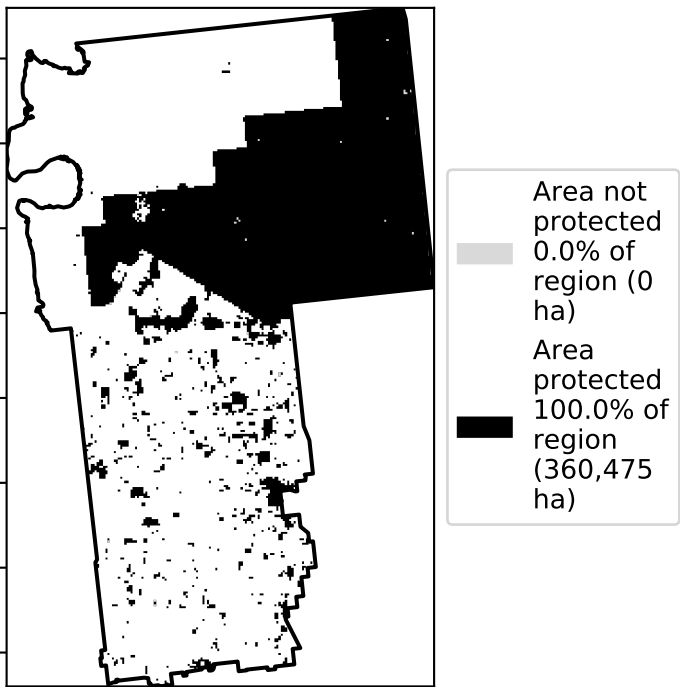 Area not
protected
0.0% of
region (0
ha)
Area
protected
100.0% of
region
(360,475
ha)